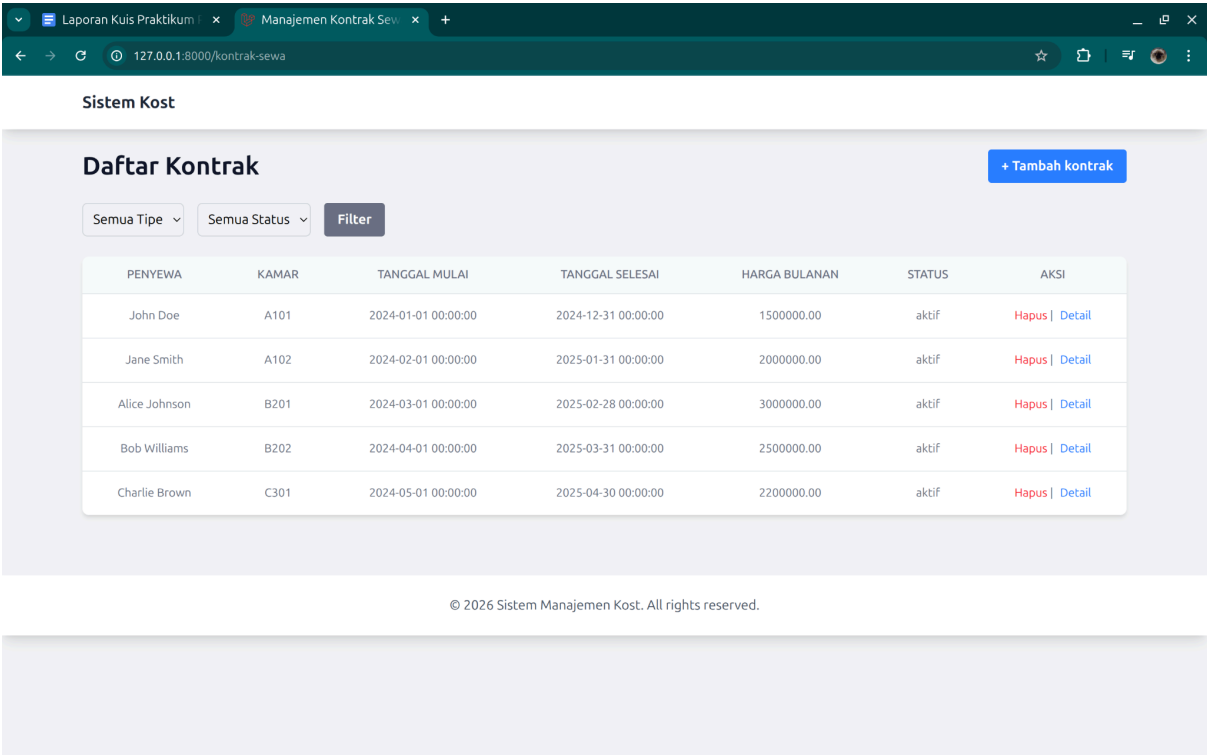 Laporan Kuis Praktikum Manajemen Kontrak Sew
127.0.0.1:8000/kontrak-sewa
Sistem Kost
Daftar Kontrak + Tambah kontrak
Semua Tipe Semua Status Filter
PENYEWA KAMAR TANGGAL MULAI TANGGAL SELESAI HARGA BULANAN STATUS AKSI
John Doe A101 2024-01-01 00:00:00 2024-12-31 00:00:00 1500000.00 aktif Hapus | Detail
Jane Smith A102 2024-02-01 00:00:00 2025-01-31 00:00:00 2000000.00 aktif Hapus | Detail
Alice Johnson B201 2024-03-01 00:00:00 2025-02-28 00:00:00 3000000.00 aktif Hapus | Detail
Bob Williams B202 2024-04-01 00:00:00 2025-03-31 00:00:00 2500000.00 aktif Hapus | Detail
Charlie Brown C301 2024-05-01 00:00:00 2025-04-30 00:00:00 2200000.00 aktif Hapus | Detail
© 2026 Sistem Manajemen Kost. All rights reserved.